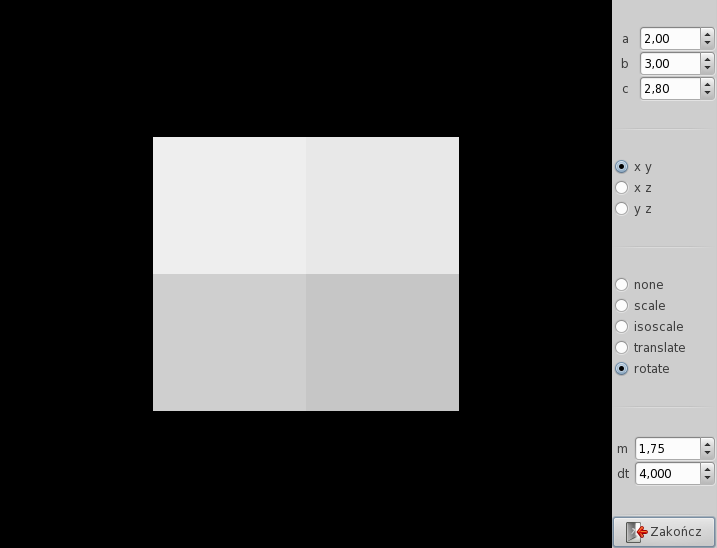 a 2,00
b 3,00
c 2,80
x y
x z
y z
none
scale
isoscale
translate
rotate
m 1,75
dt 4,000
Zakończ